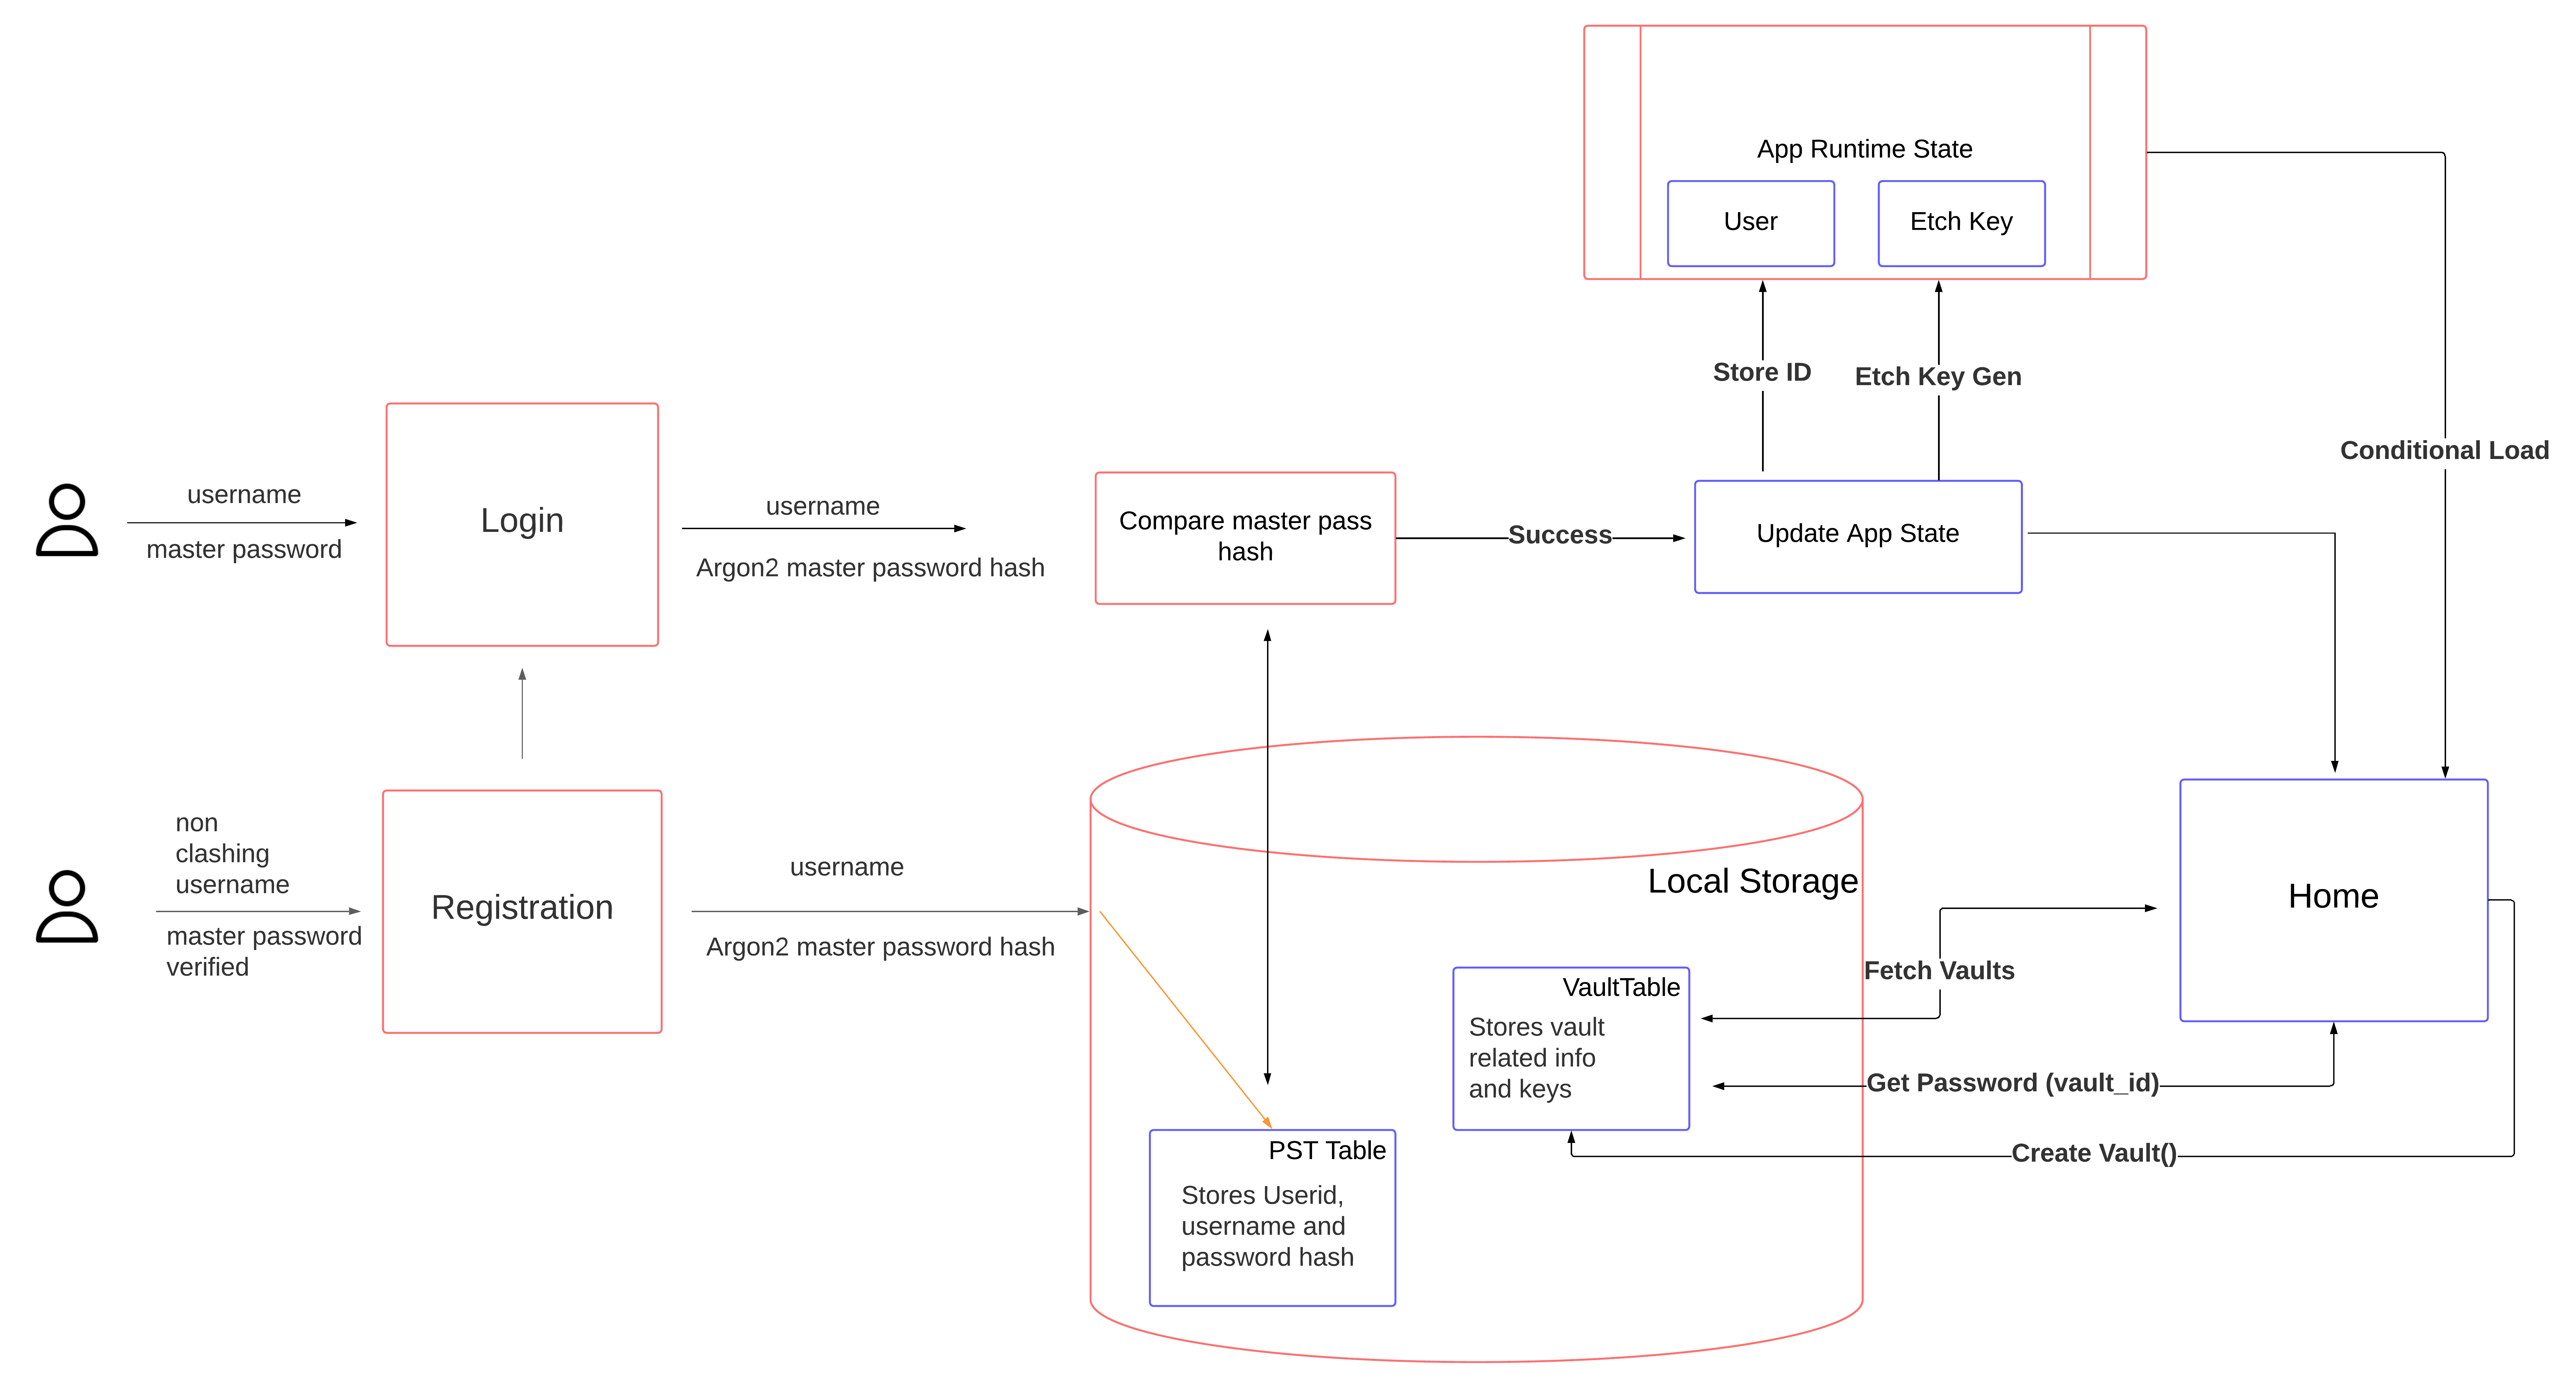 App Runtime State
User
Etch Key
Store ID
Etch Key Gen
Conditional Load
username
master password
Login
username
Argon2 master password hash
Compare master pass
hash
Success
Update App State
non
clashing
username
master password
verified
Registration
username
Argon2 master password hash
Local Storage
Home
VaultTable
Stores vault
related info
and keys
Fetch Vaults
Get Password (vault_id)
Create Vault()
PST Table
Stores Userid,
username and
password hash